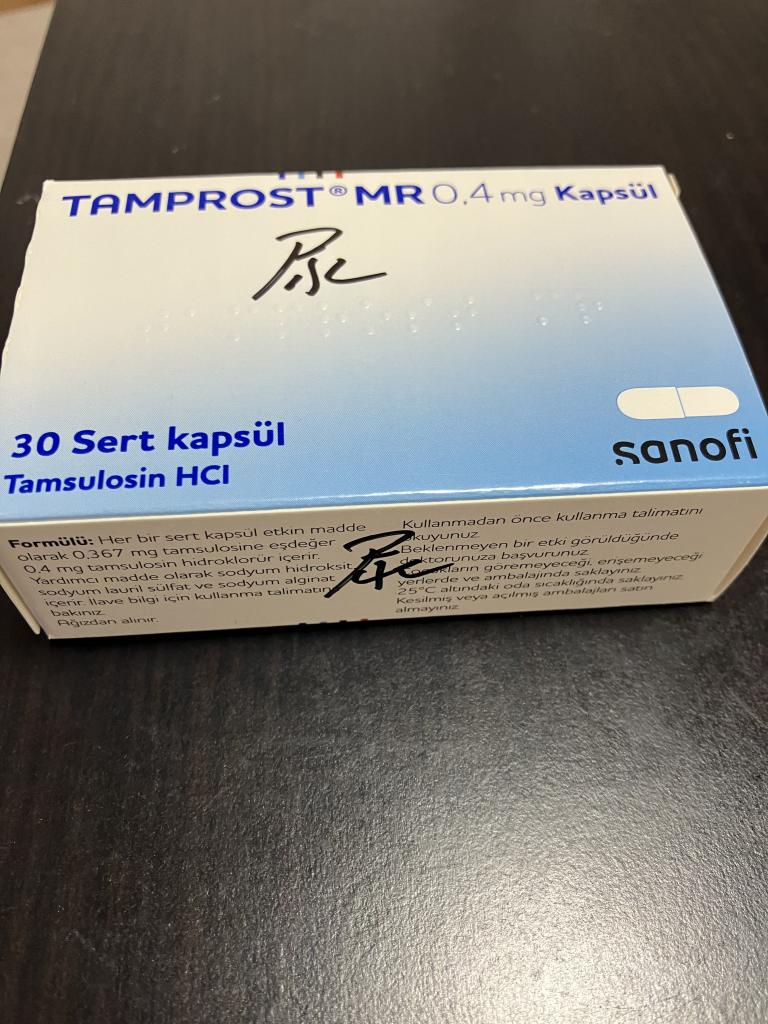 TAMPROST® MR 0,4 mg Kapsül
30 Sert kapsül
Tamsulosin HCl
sanofi
Formülü: Her bir sert kapsül etkin madde
olarak 0,367 mg tamsulosine eşdeğer
0,4 mg tamsulosin hidroklorür içerir.
Yardımcı madde olarak sodyum hidroksit,
sodyum lauril sülfat ve sodyum alginat
içerir. İlave bilgi için kullanma talimatına
bakınız.
Ağızdan alınır.
Kullanmadan önce kullanma talimatını
okuyunuz.
Beklenmeyen bir etki görüldüğünde
doktorunuza başvurunuz.
Çocukların göremeyeceği, erişemeyeceği
yerlerde ve ambalajında saklayınız.
25°C altındaki oda sıcaklığında saklayınız.
Kesilmiş veya açılmış ambalajları satın
almayınız.